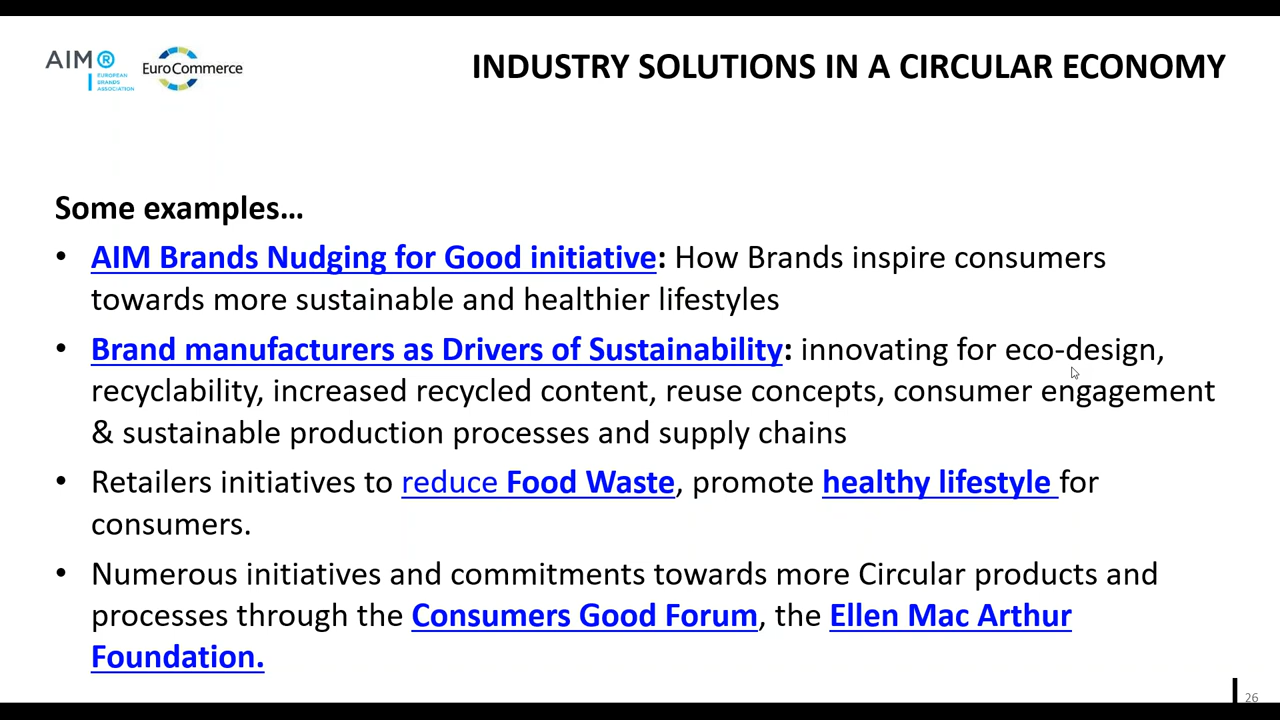 AIM®
EUROPEAN
BRANDS
ASSOCIATION
EuroCommerce
INDUSTRY SOLUTIONS IN A CIRCULAR ECONOMY
Some examples...
• AIM Brands Nudging for Good initiative: How Brands inspire consumers
towards more sustainable and healthier lifestyles
• Brand manufacturers as Drivers of Sustainability: innovating for eco-design,
recyclability, increased recycled content, reuse concepts, consumer engagement
& sustainable production processes and supply chains
• Retailers initiatives to reduce Food Waste, promote healthy lifestyle for
consumers.
• Numerous initiatives and commitments towards more Circular products and
processes through the Consumers Good Forum, the Ellen Mac Arthur
Foundation.
26